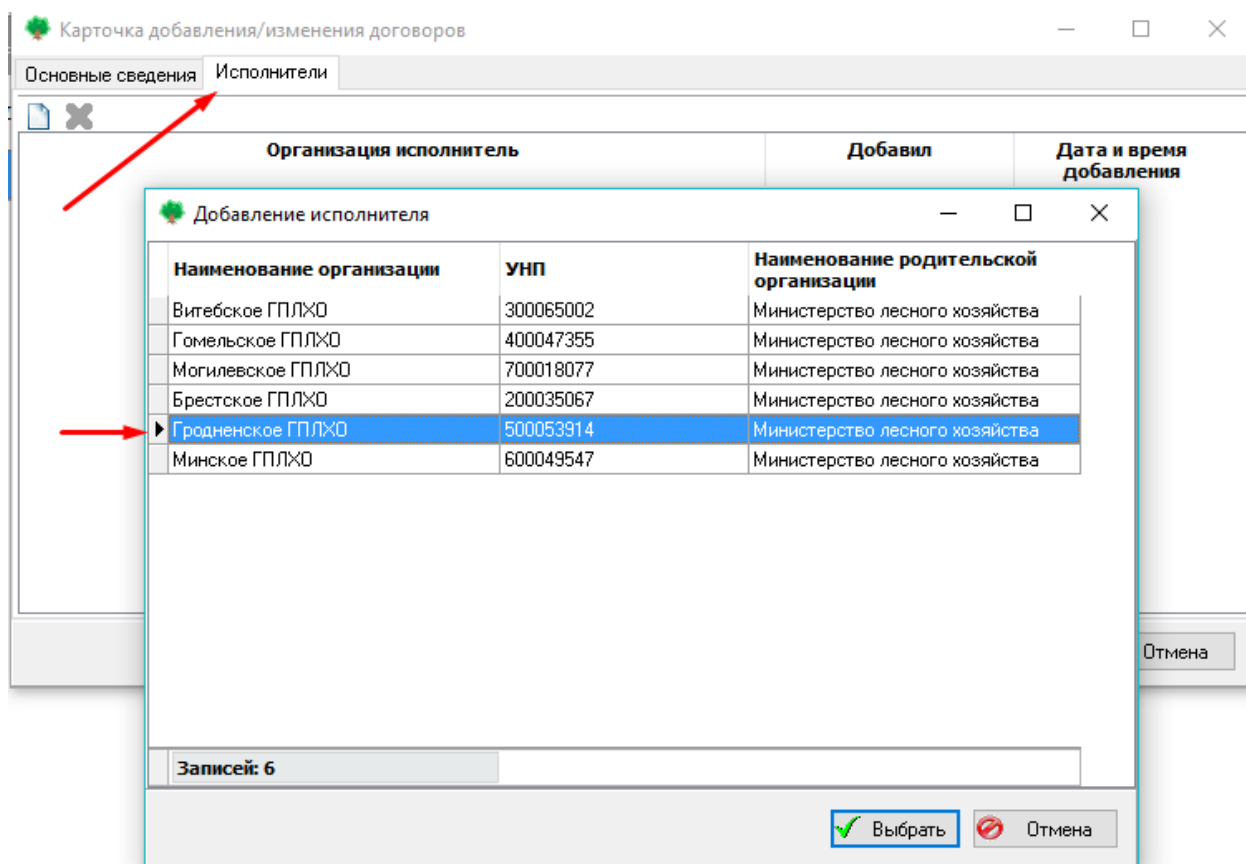 Карточка добавления/изменения договоров
Основные сведения Исполнители
Организация исполнитель Добавил Дата и время
добавления
Добавление исполнителя
Наименование организации УНП Наименование родительской
организации
Витебское ГПЛХО 300065002 Министерство лесного хозяйства
Гомельское ГПЛХО 400047355 Министерство лесного хозяйства
Могилевское ГПЛХО 700018077 Министерство лесного хозяйства
Брестское ГПЛХО 200035067 Министерство лесного хозяйства
Гродненское ГПЛХО 500053914 Министерство лесного хозяйства
Минское ГПЛХО 600049547 Министерство лесного хозяйства
Отмена
Записей: 6
Выбрать Отмена